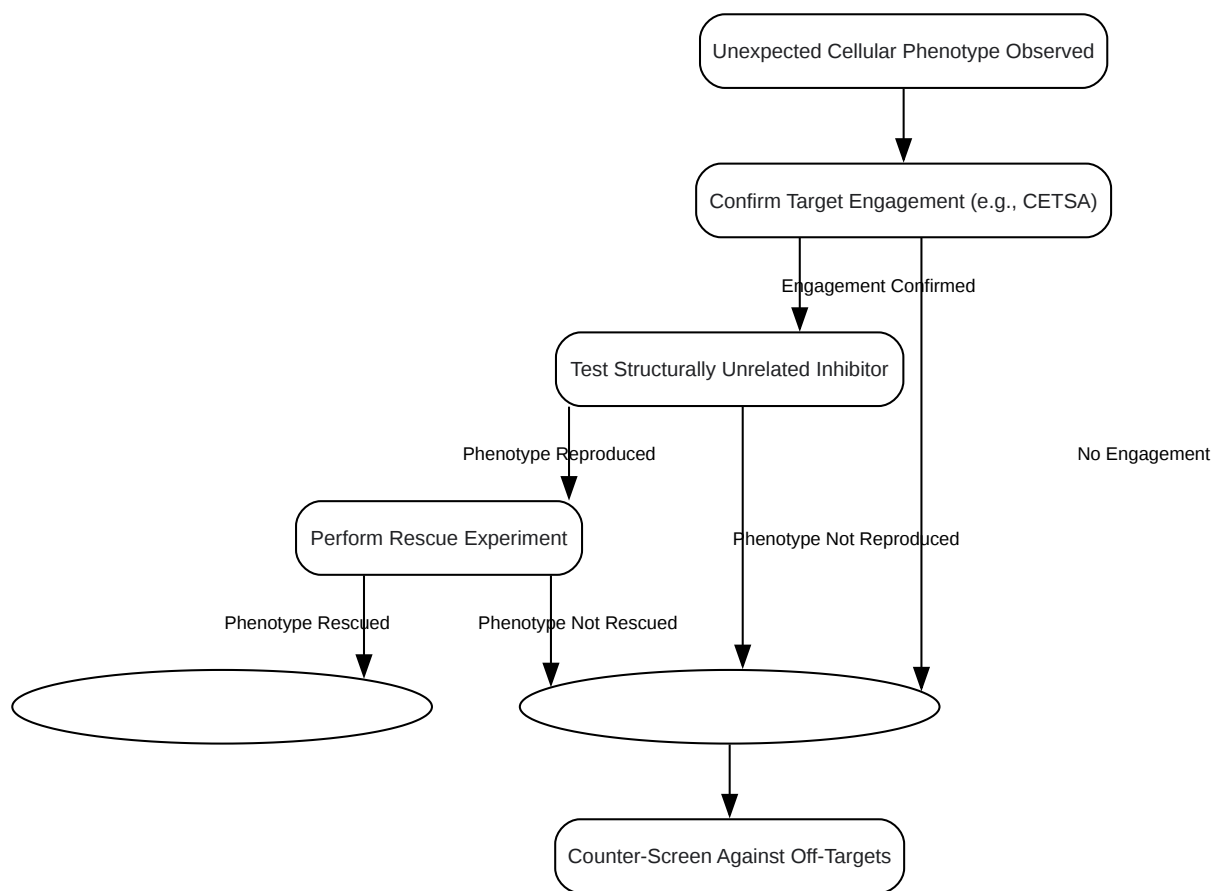 Unexpected Cellular Phenotype Observed
Confirm Target Engagement (e.g., CETSA)
Engagement Confirmed
Test Structurally Unrelated Inhibitor
Phenotype Reproduced
No Engagement
Perform Rescue Experiment
Phenotype Not Reproduced
Phenotype Rescued
Phenotype Not Rescued
Counter-Screen Against Off-Targets